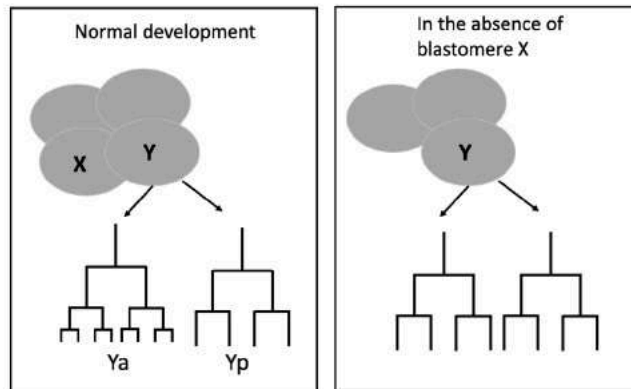 Normal development
X
Y
Ya
Yp
In the absence of
blastomere X
Y